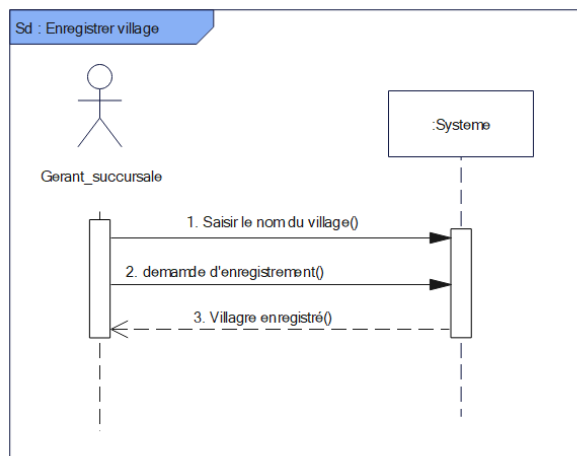 Sd : Enregistrer village
:Systeme
Gerant_succursale
1. Saisir le nom du village()
2. demande d'enregistrement()
3. Villagre enregistré()